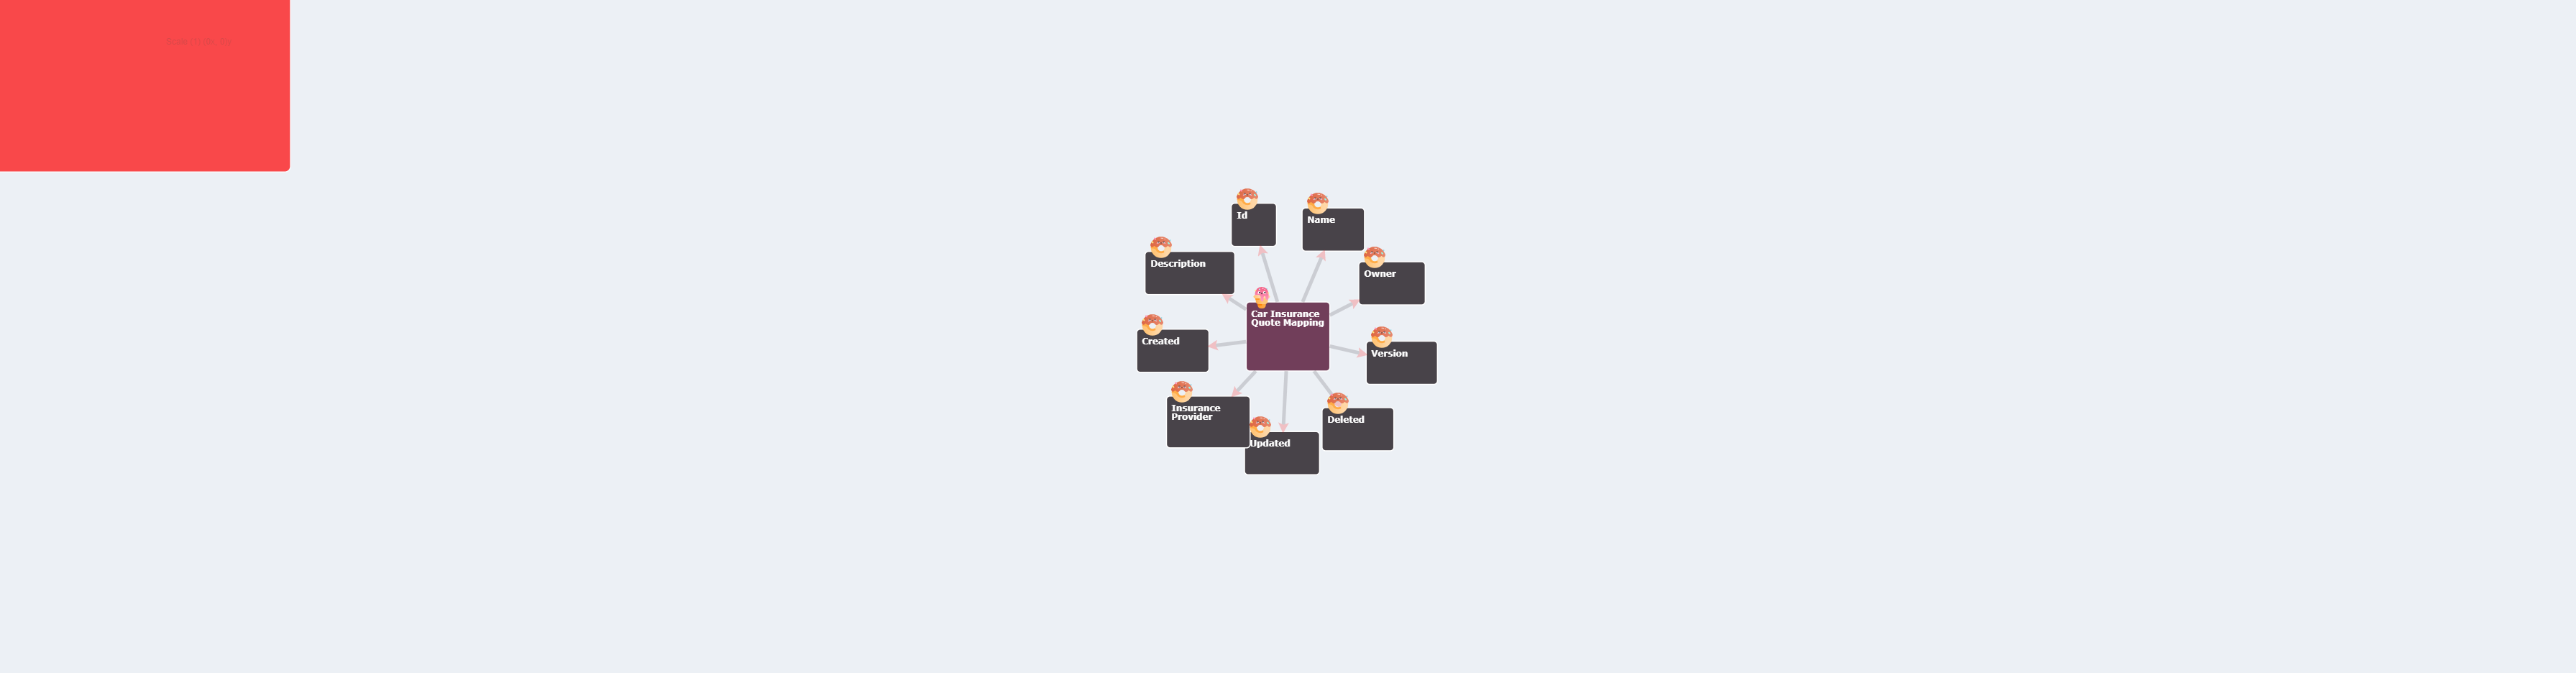 Id
Name
Description
Owner
Car Insurance
Quote Mapping
Created
Version
Insurance
Provider
Deleted
Updated